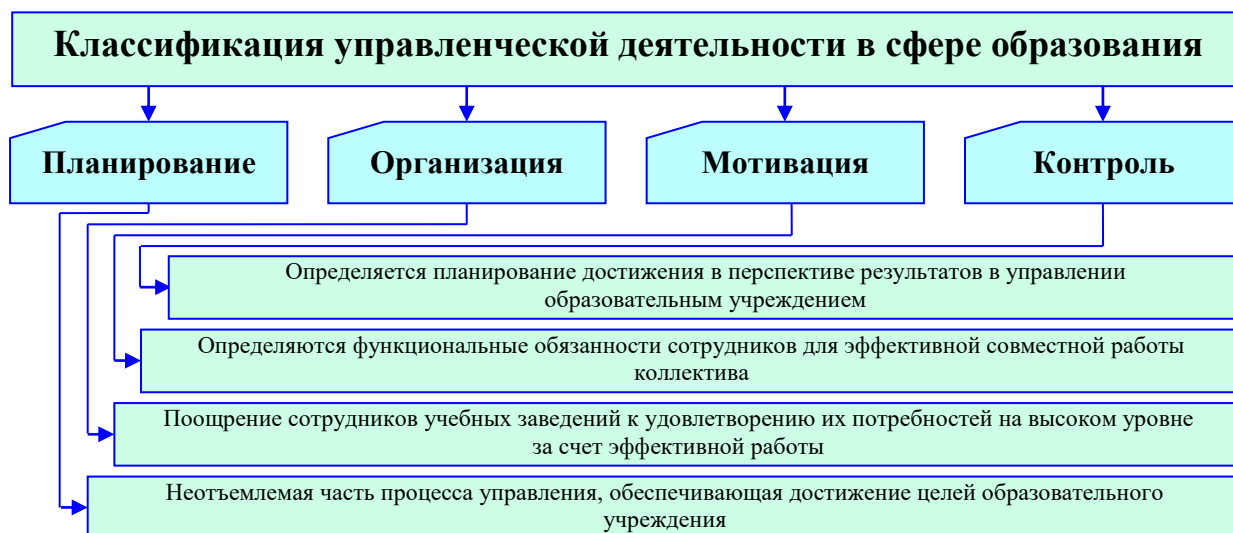 Классификация управленческой деятельности в сфере образования
Планирование
Организация
Мотивация
Контроль
Определяется планирование достижения в перспективе результатов в управлении
образовательным учреждением
Определяются функциональные обязанности сотрудников для эффективной совместной работы
коллектива
Поощрение сотрудников учебных заведений к удовлетворению их потребностей на высоком уровне
за счет эффективной работы
Неотъемлемая часть процесса управления, обеспечивающая достижение целей образовательного
учреждения